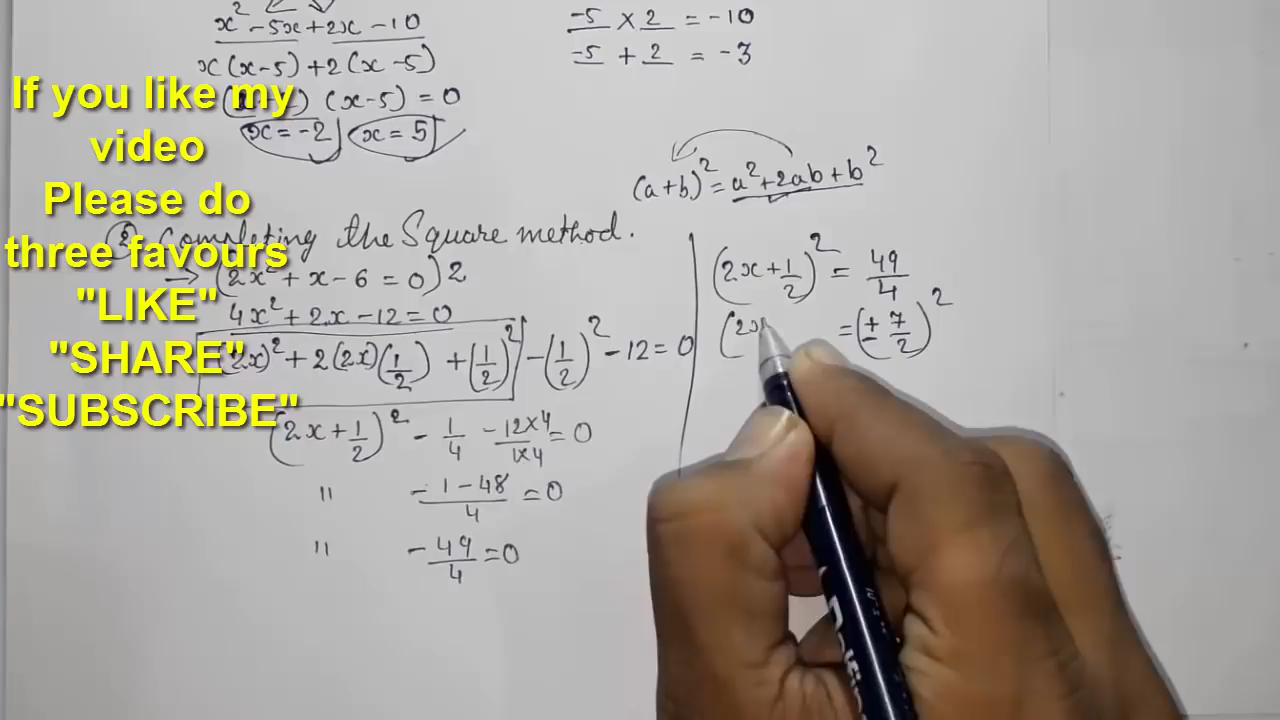 x² - 5x + 2x - 10
x(x-5) + 2(x-5)
(x-5) = 0
x = -2 x = 5
-5 × 2 = -10
-5 + 2 = -3
(a+b)² = a² + 2ab + b²
② Completing the Square method.
→ (2x² + x - 6 = 0) 2
4x² + 2x - 12 = 0
(2x)² + 2(2x)(1/2) + (1/2)² - (1/2)² - 12 = 0
(2x + 1/2)² - 1/4 - 12×4/1×4 = 0
" -1-48/4 = 0
" -49/4 = 0
(2x + 1/2)² = 49/4
(2x = (± 7/2)²
If you like my
video
Please do
three favours
"LIKE"
"SHARE"
"SUBSCRIBE"